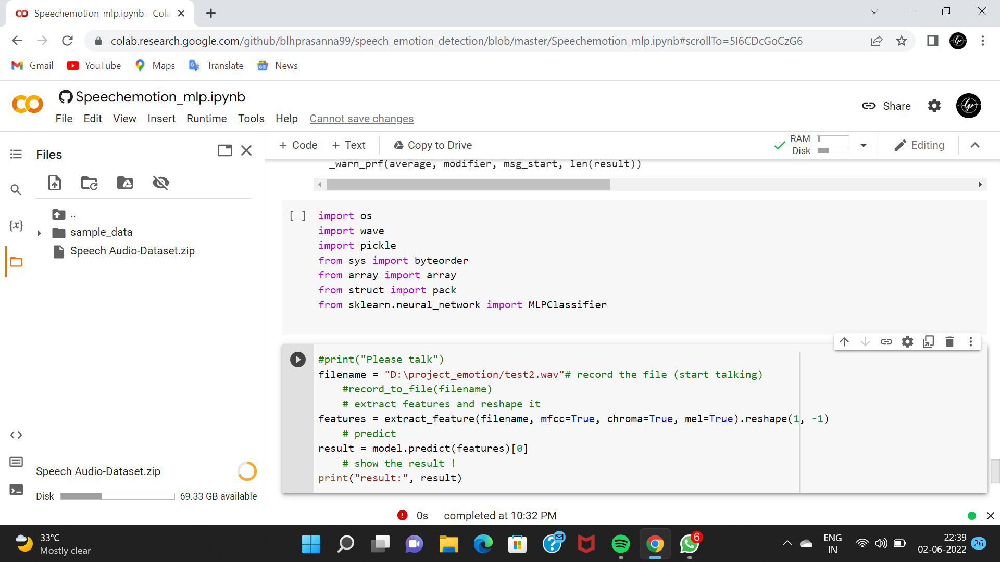 Speechemotion_mlp.ipynb - Cola
colab.research.google.com/github/blhprasanna99/speech_emotion_detection/blob/master/Speechemotion_mlp.ipynb#scrollTo=5l6CDcGoCzG6
Gmail YouTube Maps Translate News
Speechemotion_mlp.ipynb
File Edit View Insert Runtime Tools Help Cannot save changes
Share
Files
+ Code + Text Copy to Drive
RAM
Disk
Editing
_warn_prf(average, modifier, msg_start, len(result))
..
sample_data
Speech Audio-Dataset.zip
{x}
[ ] import os
import wave
import pickle
from sys import byteorder
from array import array
from struct import pack
from sklearn.neural_network import MLPClassifier
#print("Please talk")
filename = "D:\project_emotion/test2.wav"# record the file (start talking)
#record_to_file(filename)
# extract features and reshape it
features = extract_feature(filename, mfcc=True, chroma=True, mel=True).reshape(1, -1)
# predict
result = model.predict(features)[0]
# show the result !
print("result:", result)
Speech Audio-Dataset.zip
Disk 69.33 GB available
0s completed at 10:32 PM
33°C
Mostly clear
6
ENG
IN
22:39
02-06-2022
26